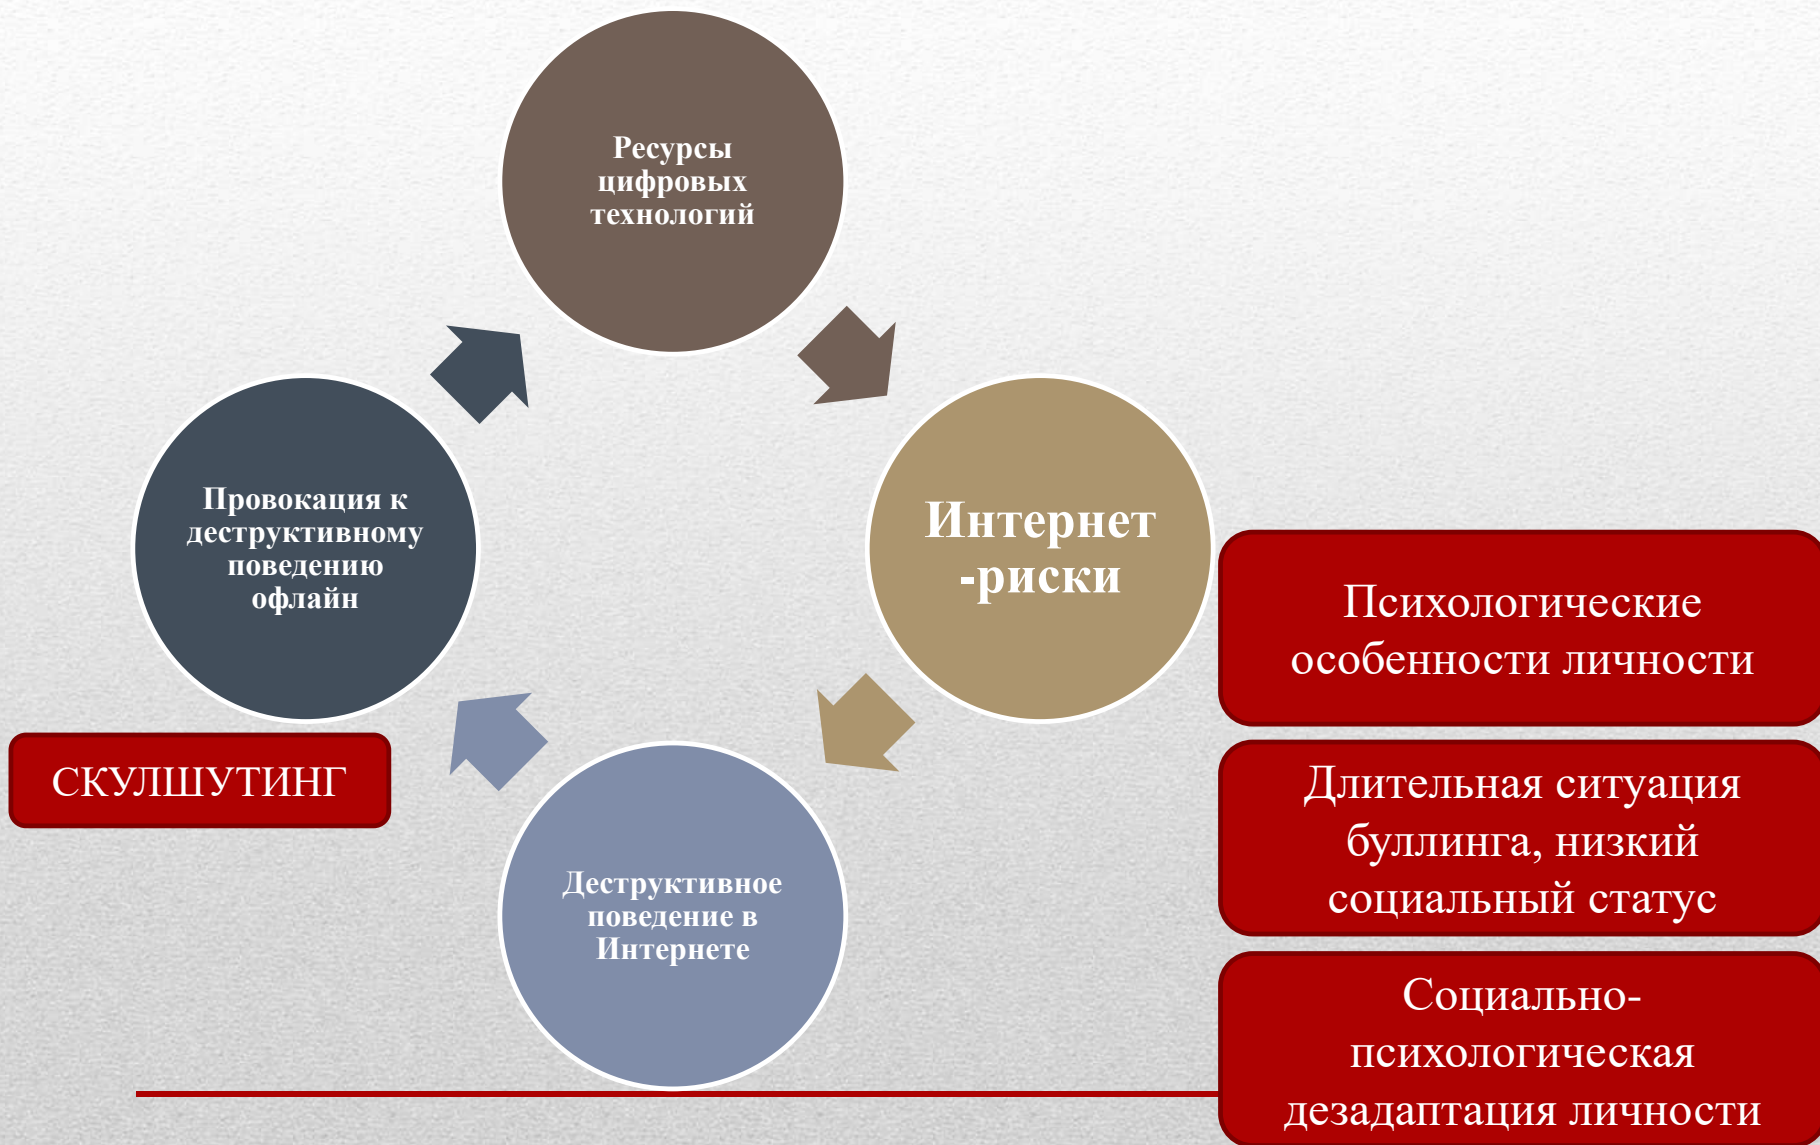 Ресурсы
цифровых
технологий
Интернет
-риски
Деструктивное
поведение в
Интернете
Провокация к
деструктивному
поведению
офлайн
СКУЛШУТИНГ
Психологические
особенности личности
Длительная ситуация
буллинга, низкий
социальный статус
Социально-
психологическая
дезадаптация личности